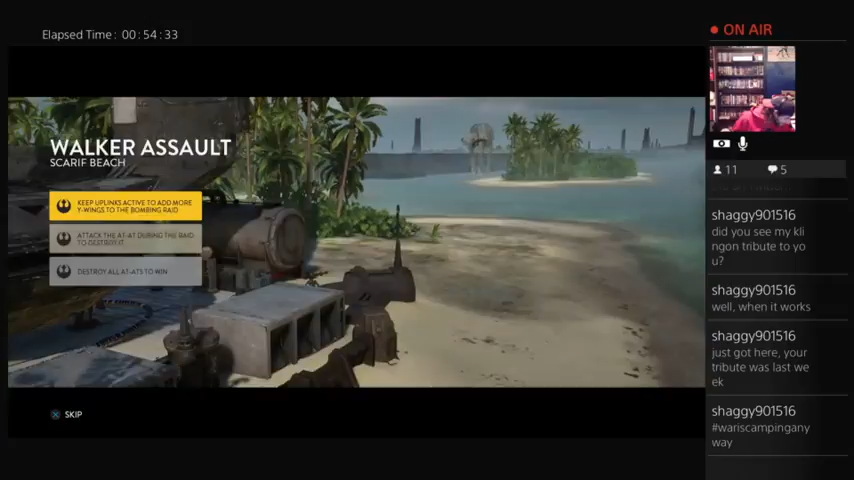 Elapsed Time: 00:54:33
ON AIR
WALKER ASSAULT
SCARIF BEACH
KEEP UPLINKS ACTIVE TO ADD MORE
Y-WINGS TO THE BOMBING RAID
ATTACK THE AT-AT DURING THE RAID
TO DESTROY IT
DESTROY ALL AT-ATS TO WIN
SKIP
11
5
shaggy901516
did you see my kli
ngon tribute to yo
u?
shaggy901516
well, when it works
shaggy901516
just got here, your
tribute was last we
ek
shaggy901516
#wariscampingany
way